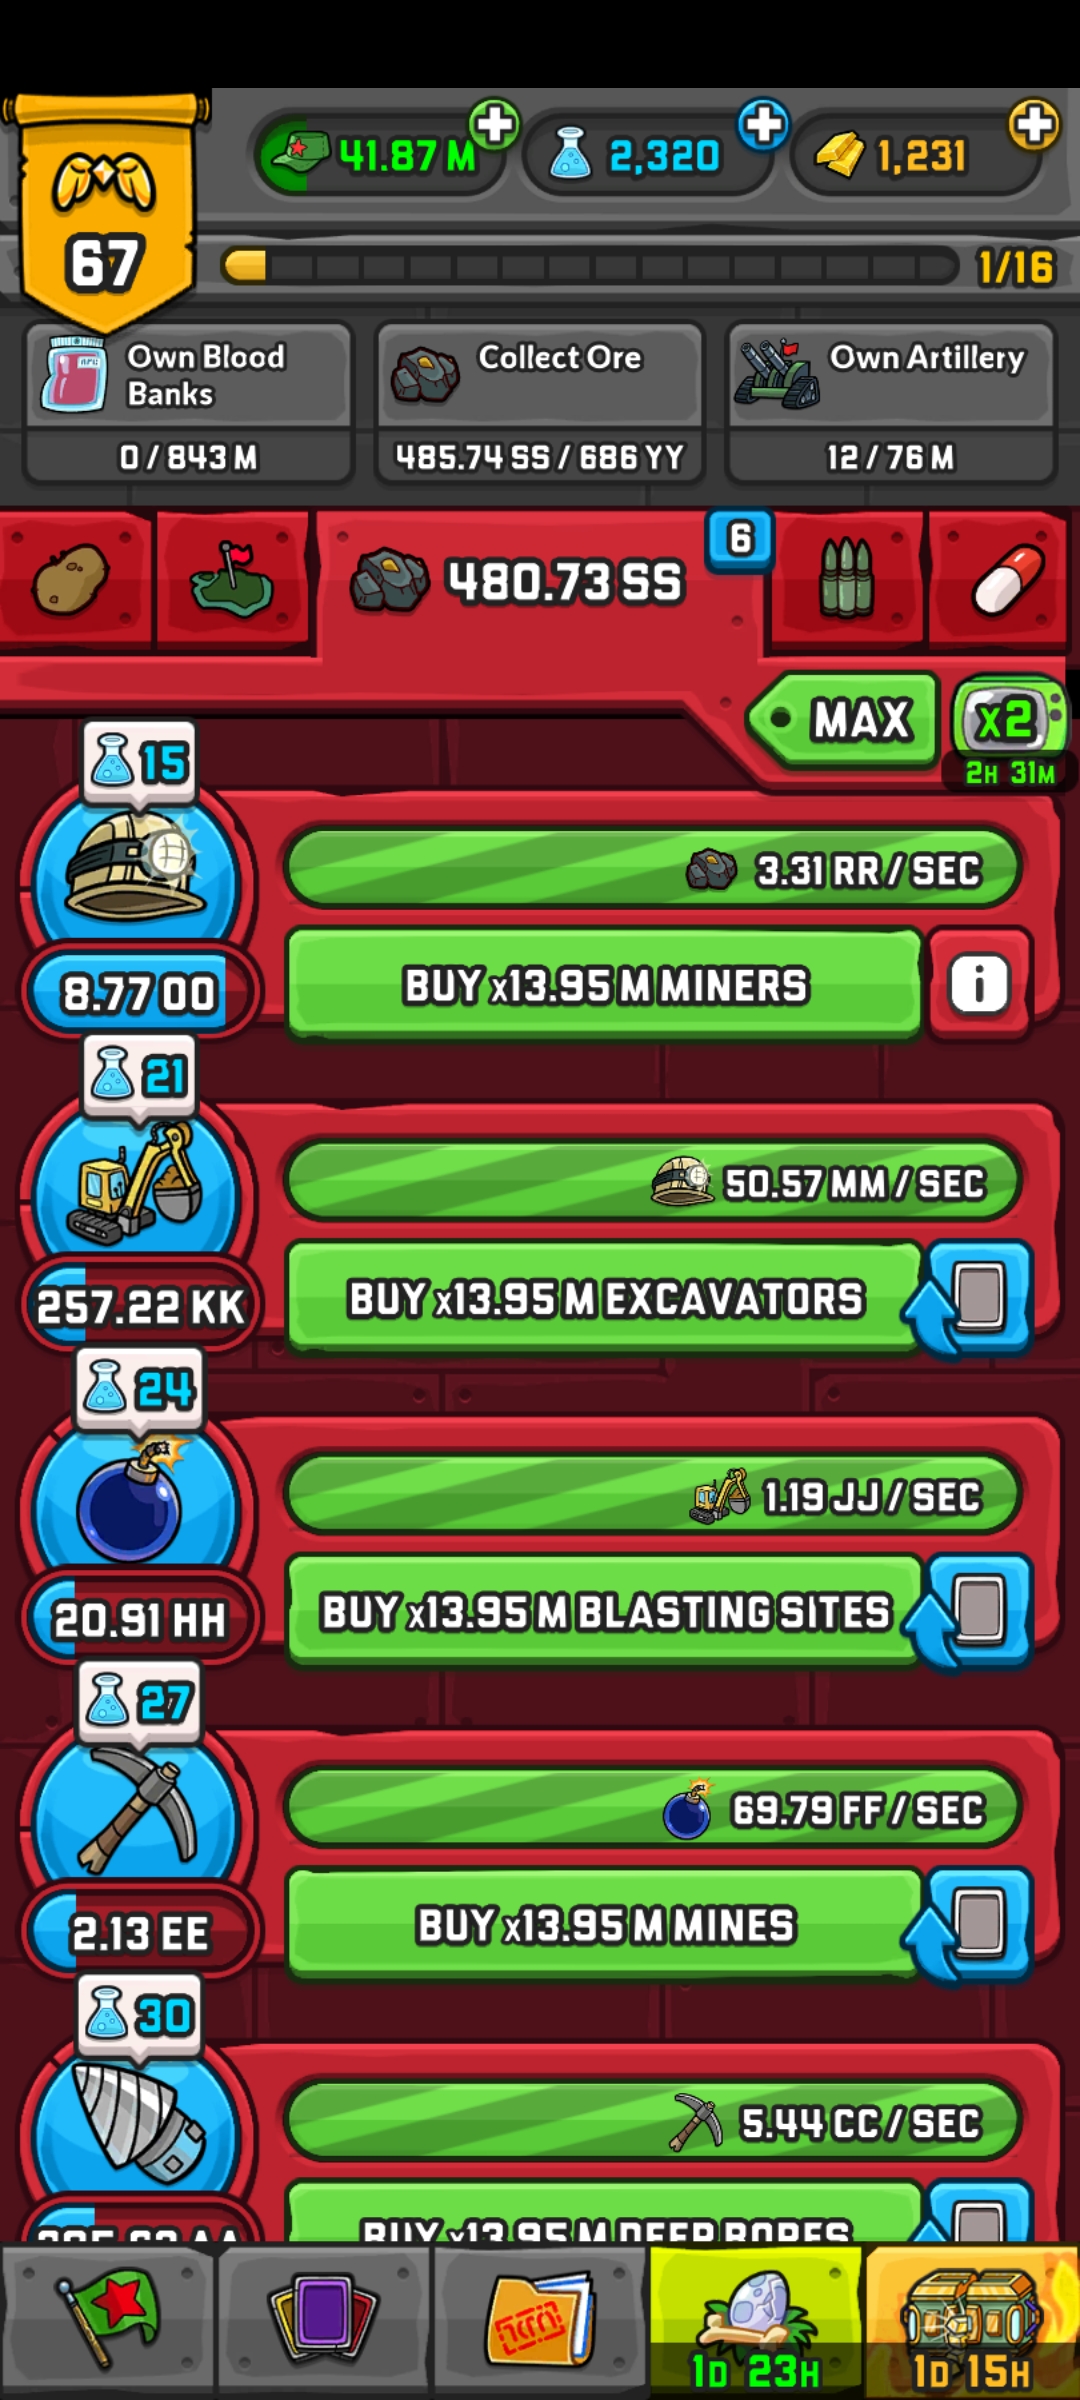 41.87 M
2,320
1,231
67
1/16
Own Blood
Banks
0 / 843 M
Collect Ore
485.74 SS / 686 YY
Own Artillery
12 / 76 M
480.73 SS
6
MAX
x2
2H 31M
15
3.31 RR / SEC
8.77 OO
BUY x13.95 M MINERS
i
21
50.57 MM / SEC
257.22 KK
BUY x13.95 M EXCAVATORS
24
1.19 JJ / SEC
20.91 HH
BUY x13.95 M BLASTING SITES
27
69.79 FF / SEC
2.13 EE
BUY x13.95 M MINES
30
5.44 CC / SEC
BUY x13.95 M DEEP BORES
1D 23H
1D 15H